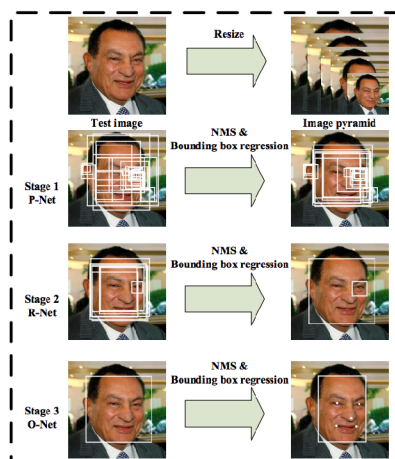 Resize
Test image
Image pyramid
NMS &
Bounding box regression
Stage 1
P-Net
NMS &
Bounding box regression
Stage 2
R-Net
NMS &
Bounding box regression
Stage 3
O-Net